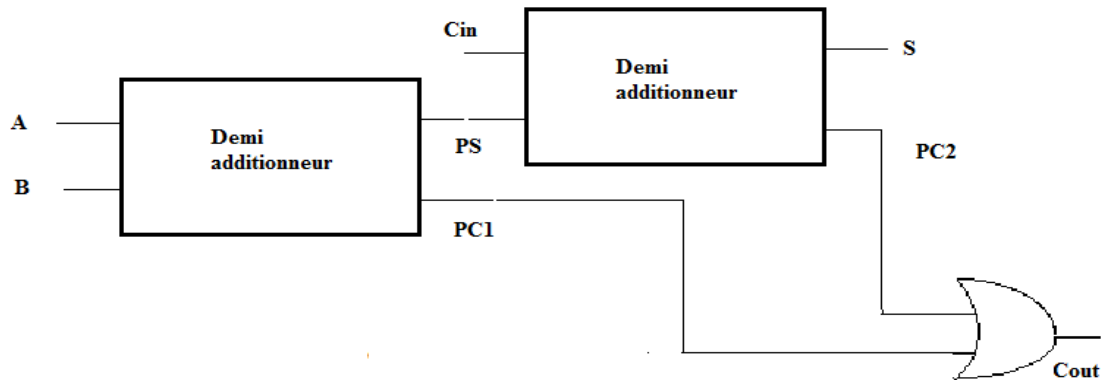 Cin
S
Demi
additionneur
A
Demi
additionneur
PS
PC2
B
PC1
Cout